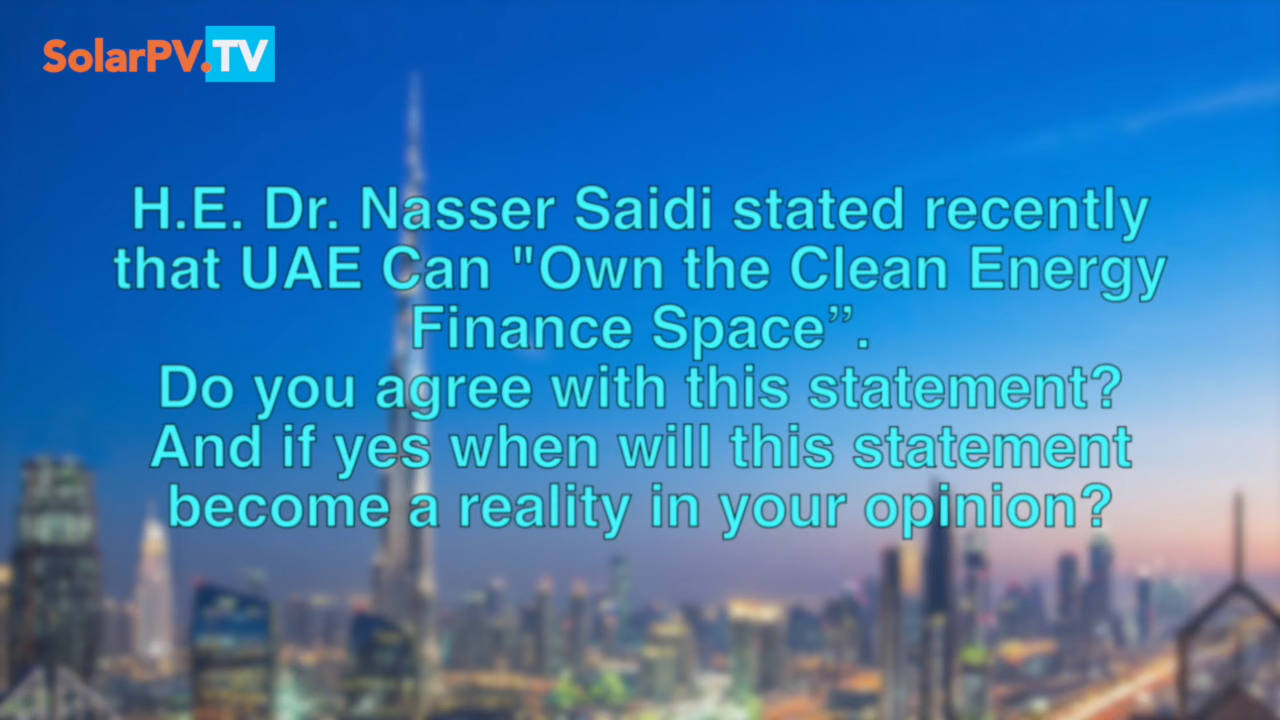 SolarPV.TV
H.E. Dr. Nasser Saidi stated recently
that UAE Can "Own the Clean Energy
Finance Space”.
Do you agree with this statement?
And if yes when will this statement
become a reality in your opinion?